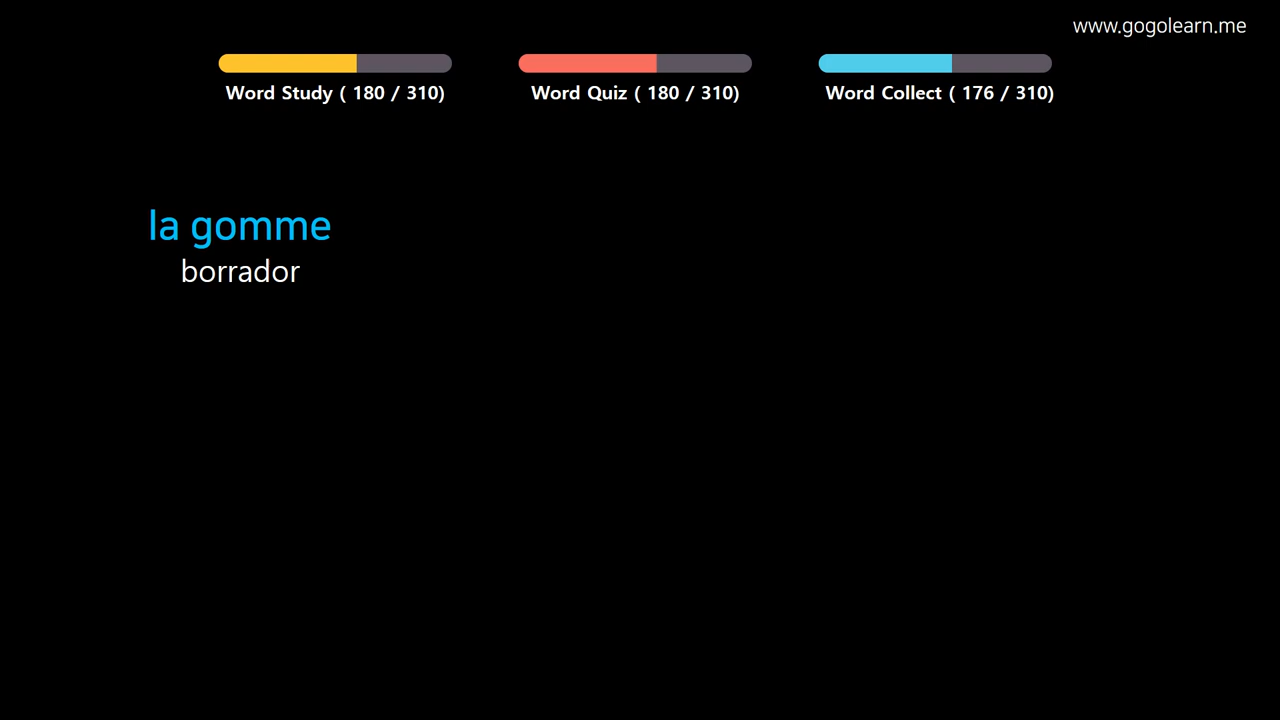 www.gogolearn.me
Word Study ( 180 / 310)
Word Quiz ( 180 / 310)
Word Collect ( 176 / 310)
la gomme
borrador